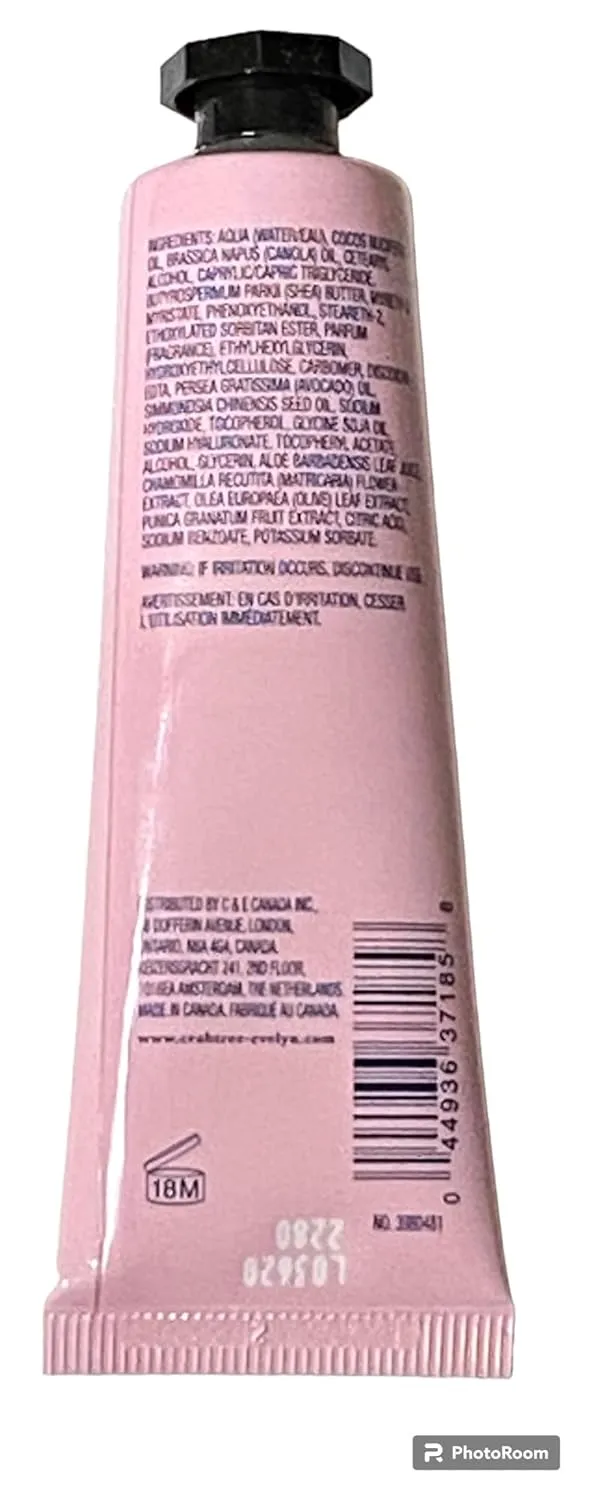 INGREDIENTS: AQUA (WATER/EAU), COCOS NUCIFERA
OIL, BRASSICA NAPUS (CANOLA) OIL, CETEARYL
ALCOHOL, CAPRYLIC/CAPRIC TRIGLYCERIDE,
BUTYROSPERMUM PARKII (SHEA) BUTTER, MYRISTYL
MYRISTATE, PHENOXYETHANOL, STEARETH-2,
ETHOXYLATED SORBITAN ESTER, PARFUM
(FRAGRANCE), ETHYLHEXYLGLYCERIN,
HYDROXYETHYLCELLULOSE, CARBOMER, DISODIUM
EDTA, PERSEA GRATISSIMA (AVOCADO) OIL,
SIMMONDSIA CHINENSIS SEED OIL, SODIUM
HYDROXIDE, TOCOPHEROL, GLYCINE SOJA OIL,
SODIUM HYALURONATE, TOCOPHERYL ACETATE,
ALCOHOL, GLYCERIN, ALOE BARBADENSIS LEAF JUICE,
CHAMOMILLA RECUTITA (MATRICARIA) FLOWER
EXTRACT, OLEA EUROPAEA (OLIVE) LEAF EXTRACT,
PUNICA GRANATUM FRUIT EXTRACT, CITRIC ACID,
SODIUM BENZOATE, POTASSIUM SORBATE.
WARNING: IF IRRITATION OCCURS, DISCONTINUE USE.
AVERTISSEMENT: EN CAS D'IRRITATION, CESSER
L'UTILISATION IMMÉDIATEMENT.
DISTRIBUTED BY C & E CANADA INC.,
DUFFERIN AVENUE, LONDON,
ONTARIO, N6A 4G4, CANADA.
KEIZERSGRACHT 241, 2ND FLOOR,
AMSTERDAM, THE NETHERLANDS.
MADE IN CANADA. FABRIQUÉ AU CANADA.
www.crabtree-evelyn.com
0 44936 37185 6
18M
NO. 3980481
2280
L05620
2
PhotoRoom